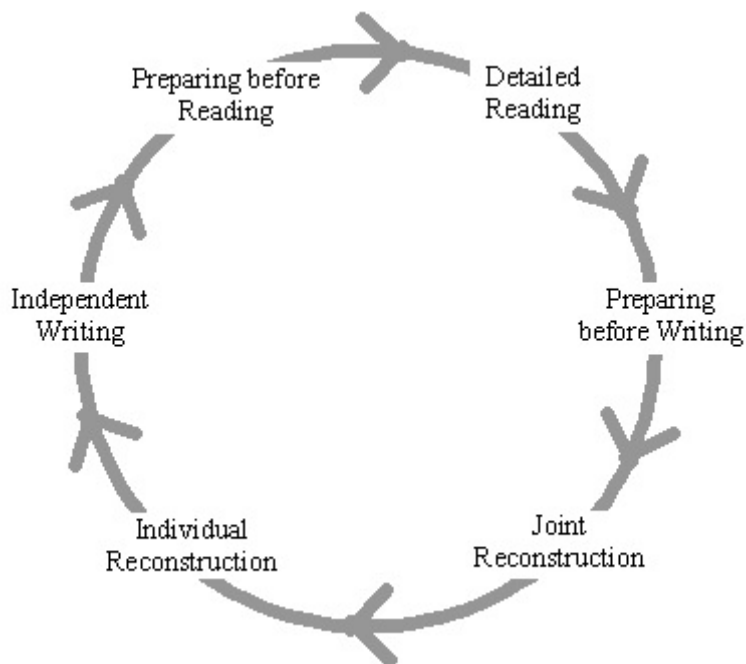 Preparing before
Reading
Detailed
Reading
Preparing
before Writing
Joint
Reconstruction
Individual
Reconstruction
Independent
Writing